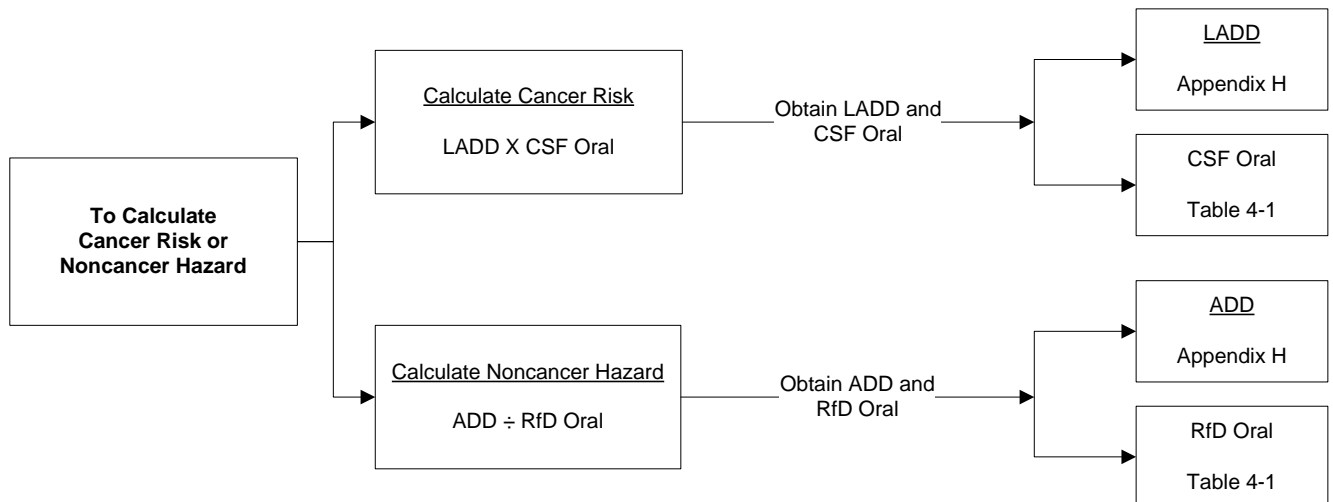 To Calculate
Cancer Risk or
Noncancer Hazard
Calculate Cancer Risk
LADD X CSF Oral
Obtain LADD and
CSF Oral
LADD
Appendix H
CSF Oral
Table 4-1
Calculate Noncancer Hazard
ADD ÷ RfD Oral
Obtain ADD and
RfD Oral
ADD
Appendix H
RfD Oral
Table 4-1